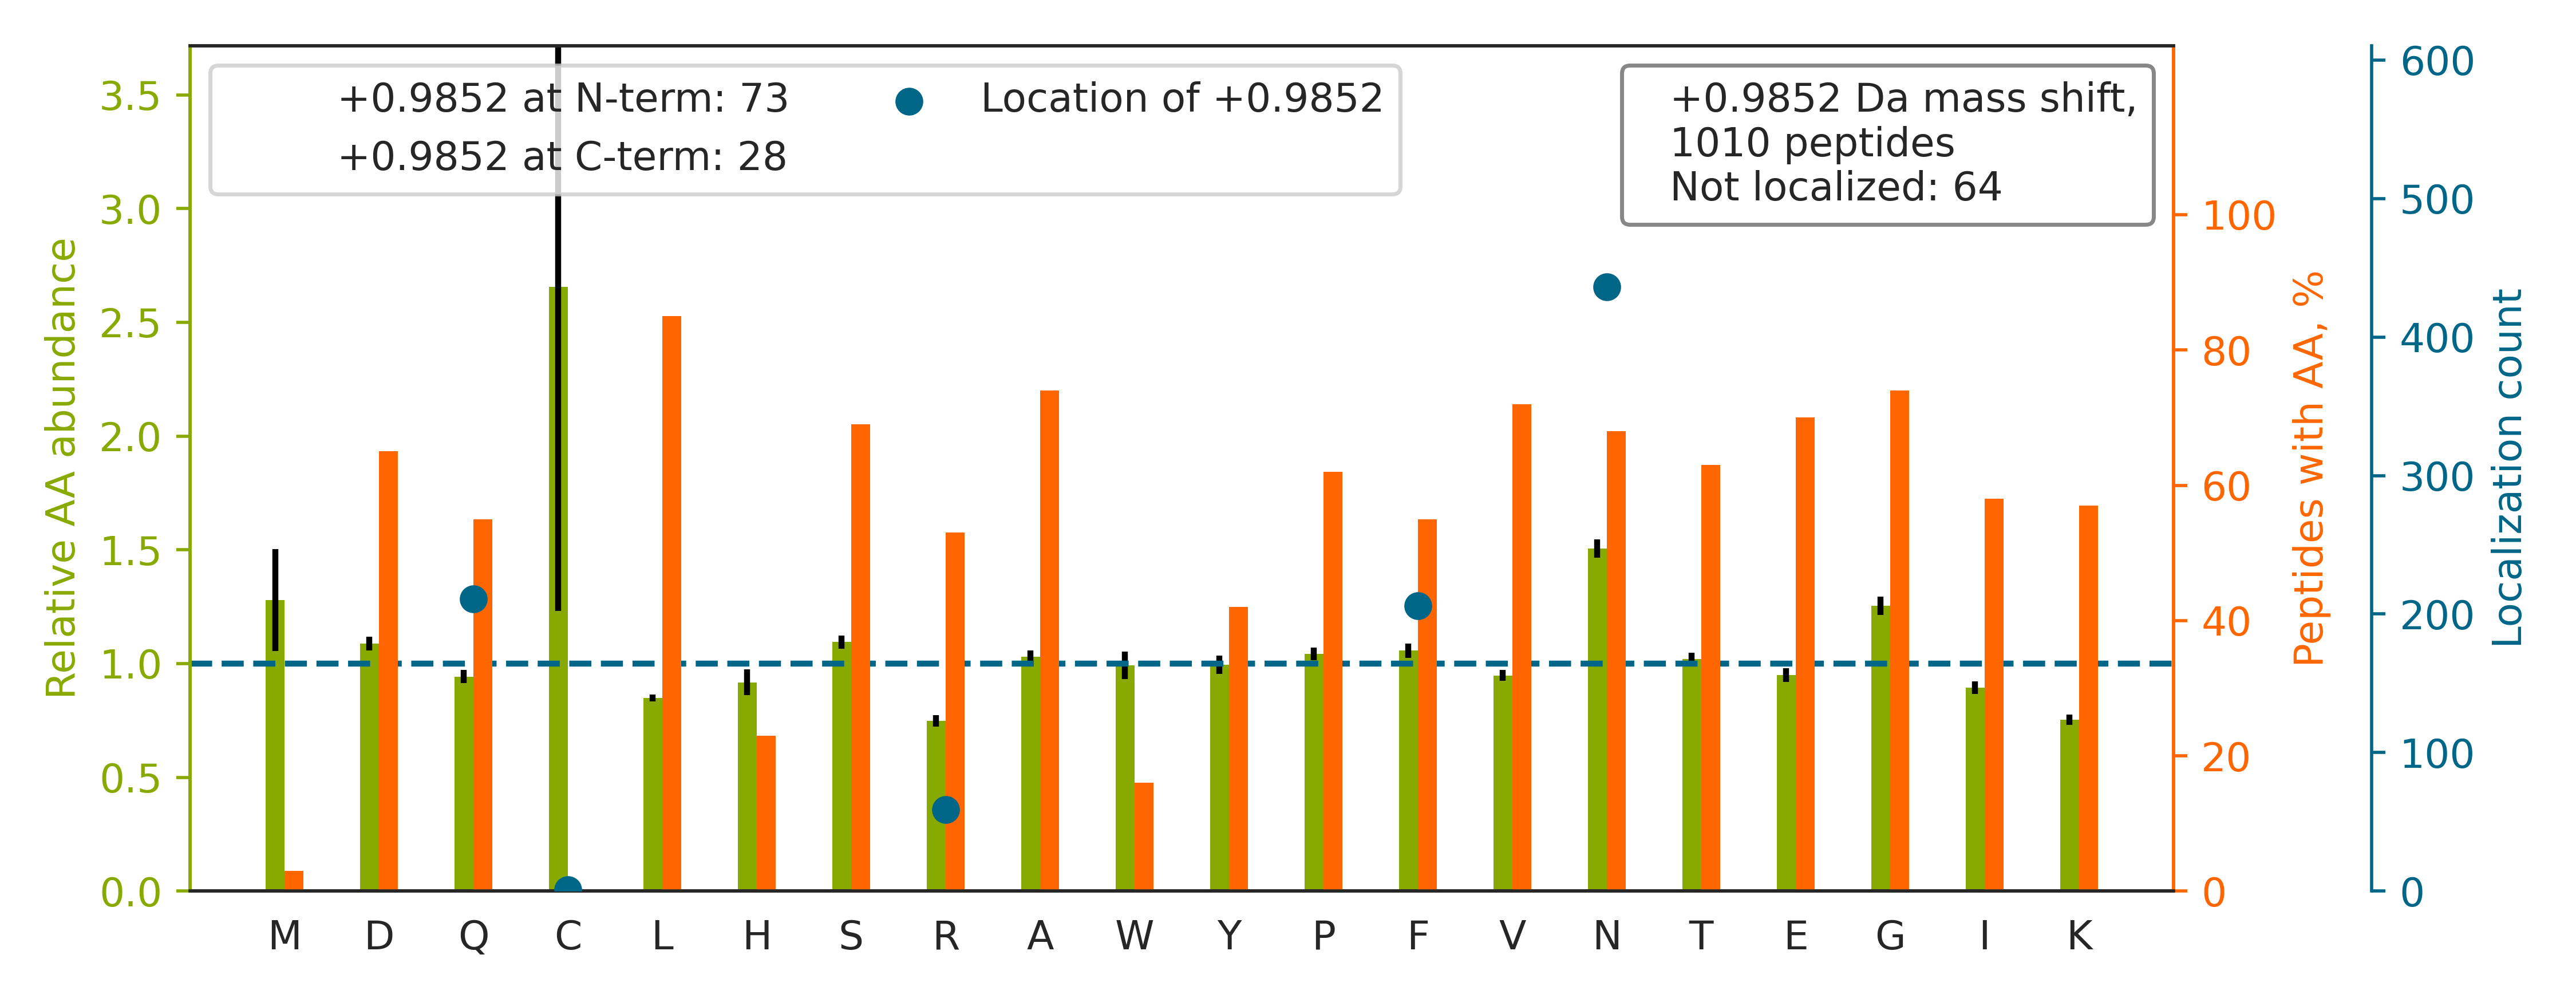 +0.9852 at N-term: 73
+0.9852 at C-term: 28
Location of +0.9852
+0.9852 Da mass shift,
1010 peptides
Not localized: 64
Relative AA abundance
3.5
3.0
2.5
2.0
1.5
1.0
0.5
0.0
M D Q C L H S R A W Y P F V N T E G I K
100
80
60
40
20
0
Peptides with AA, %
600
500
400
300
200
100
0
Localization count